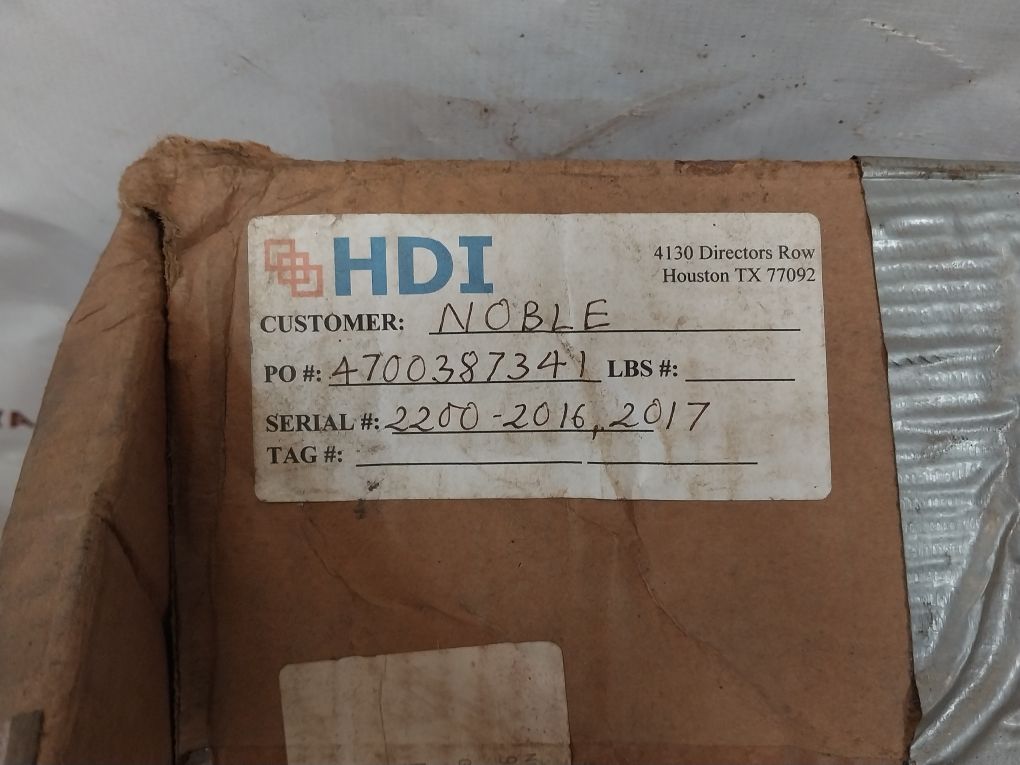 HDI
4130 Directors Row
Houston TX 77092
CUSTOMER: NOBLE
PO #: 4700387341 LBS #:
SERIAL #: 2200-2016, 2017
TAG #: